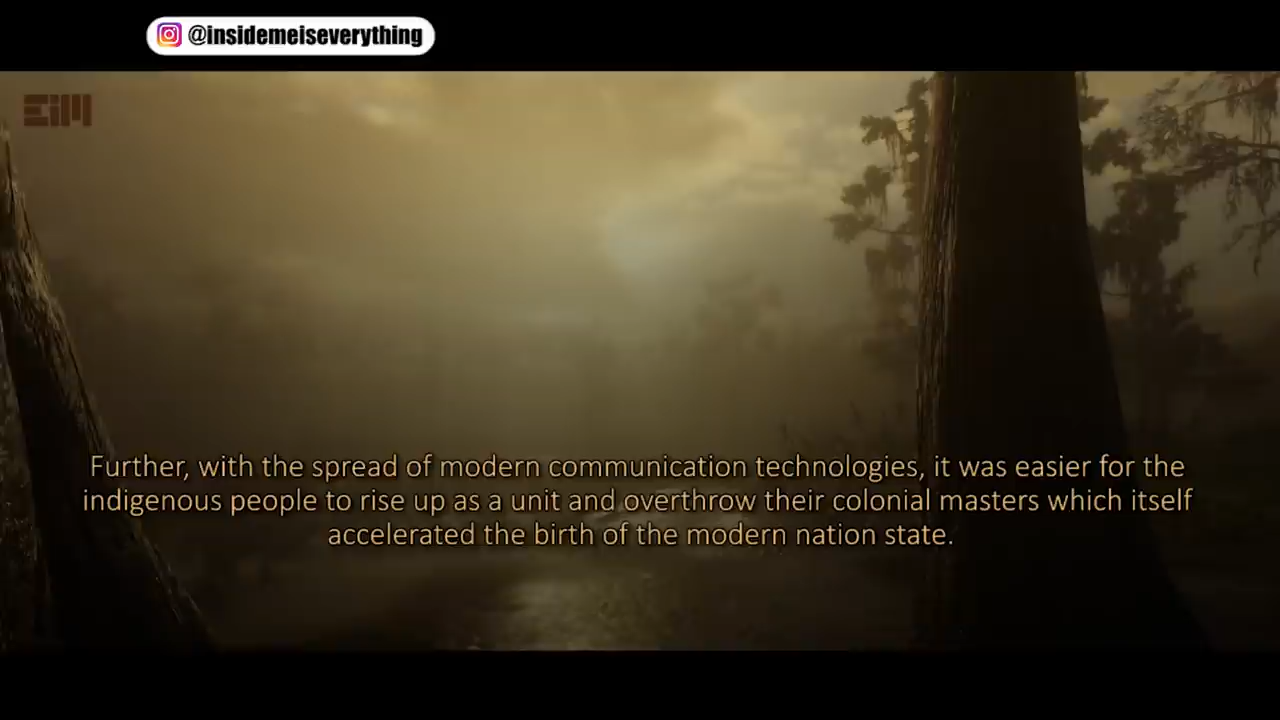 @insidemeiseverything
EiM
Further, with the spread of modern communication technologies, it was easier for the
indigenous people to rise up as a unit and overthrow their colonial masters which itself
accelerated the birth of the modern nation state.